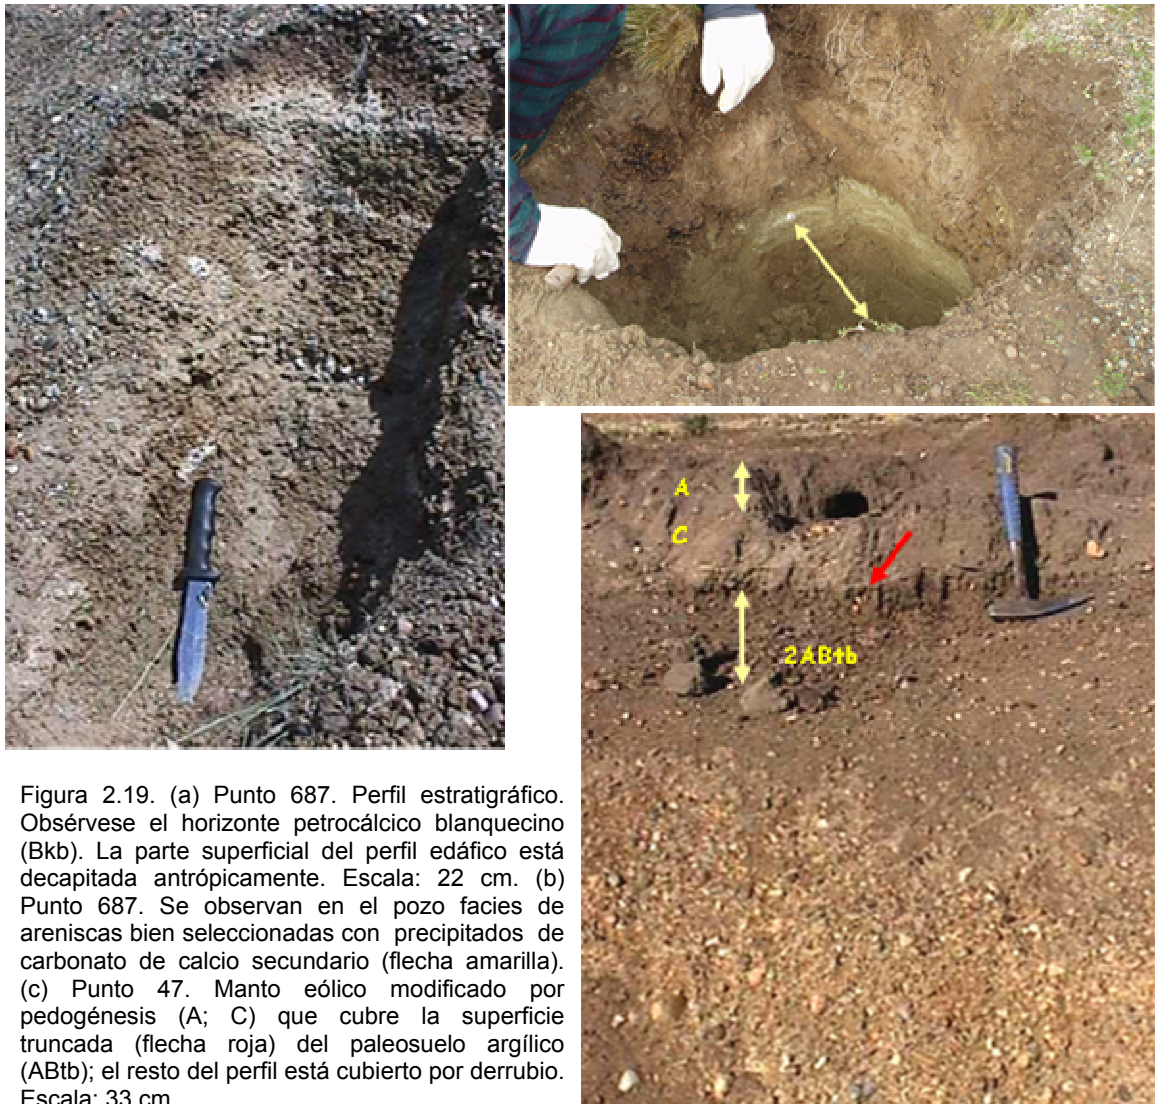 A
C
2ABtb
Figura 2.19. (a) Punto 687. Perfil estratigráfico.
Obsérvese el horizonte petrocálcico blanquecino
(Bkb). La parte superficial del perfil edáfico está
decapitada antrópicamente. Escala: 22 cm. (b)
Punto 687. Se observan en el pozo facies de
areniscas bien seleccionadas con precipitados de
carbonato de calcio secundario (flecha amarilla).
(c) Punto 47. Manto eólico modificado por
pedogénesis (A; C) que cubre la superficie
truncada (flecha roja) del paleosuelo argílico
(ABtb); el resto del perfil está cubierto por derrubio.
Escala: 33 cm